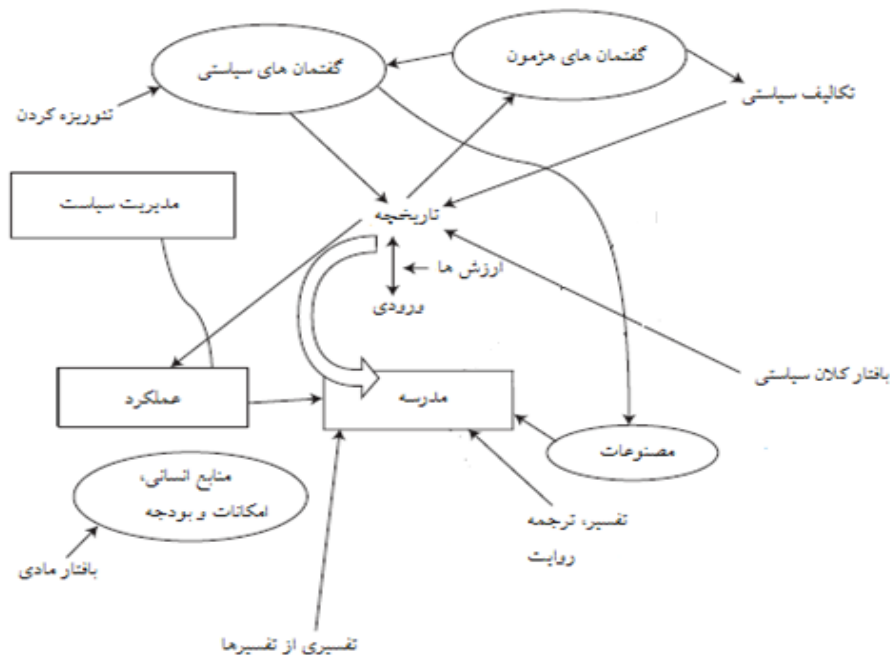 گفتمان های هژمون
گفتمان های سیاستی
تکالیف سیاستی
تئوریزه کردن
مدیریت سیاست
تاریخچه
ارزش ها
ورودی
بافتار کلان سیاستی
مدرسه
عملکرد
مصنوعات
منابع انسانی،
امکانات و بودجه
تفسیر، ترجمه
روایت
بافتار مادی
تفسیری از تفسیرها